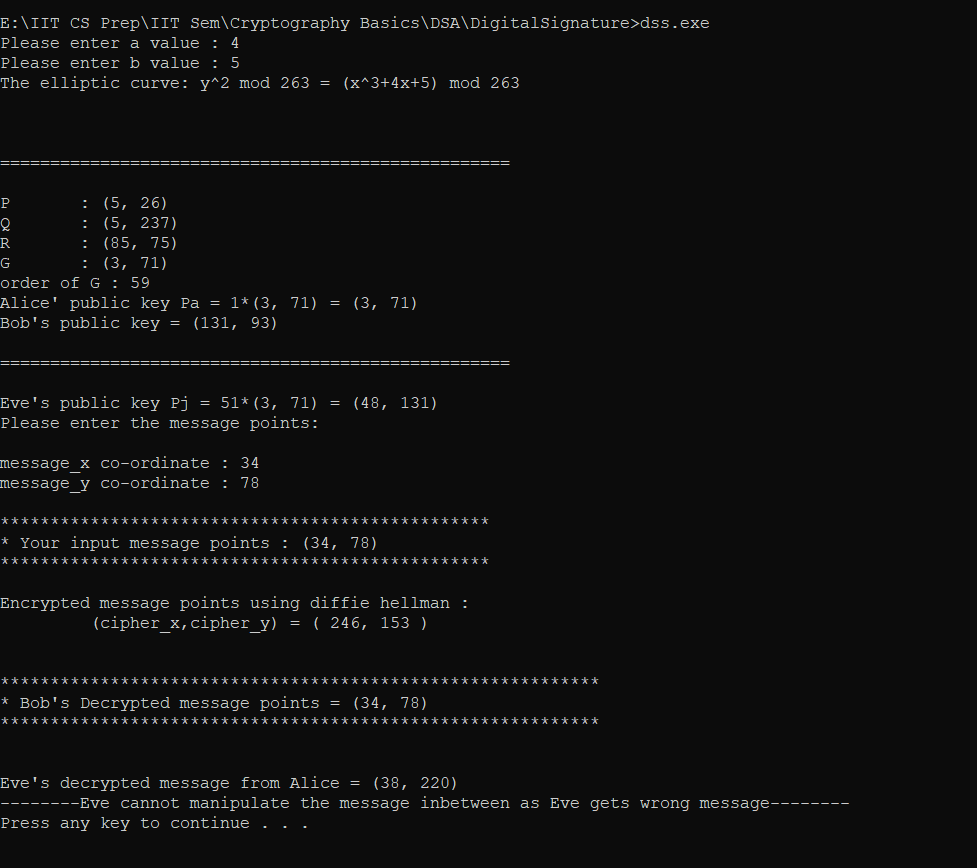 E:\IIT CS Prep\IIT Sem\Cryptography Basics\DSA\DigitalSignature>dss.exe
Please enter a value : 4
Please enter b value : 5
The elliptic curve: y^2 mod 263 = (x^3+4x+5) mod 263
===================================================
P       : (5, 26)
Q       : (5, 237)
R       : (85, 75)
G       : (3, 71)
order of G : 59
Alice' public key Pa = 1*(3, 71) = (3, 71)
Bob's public key = (131, 93)
===================================================
Eve's public key Pj = 51*(3, 71) = (48, 131)
Please enter the message points:
message_x co-ordinate : 34
message_y co-ordinate : 78
*************************************************
* Your input message points : (34, 78)
*************************************************
Encrypted message points using diffie hellman :
         (cipher_x,cipher_y) = ( 246, 153 )
************************************************************
* Bob's Decrypted message points = (34, 78)
************************************************************
Eve's decrypted message from Alice = (38, 220)
--------Eve cannot manipulate the message inbetween as Eve gets wrong message--------
Press any key to continue . . .